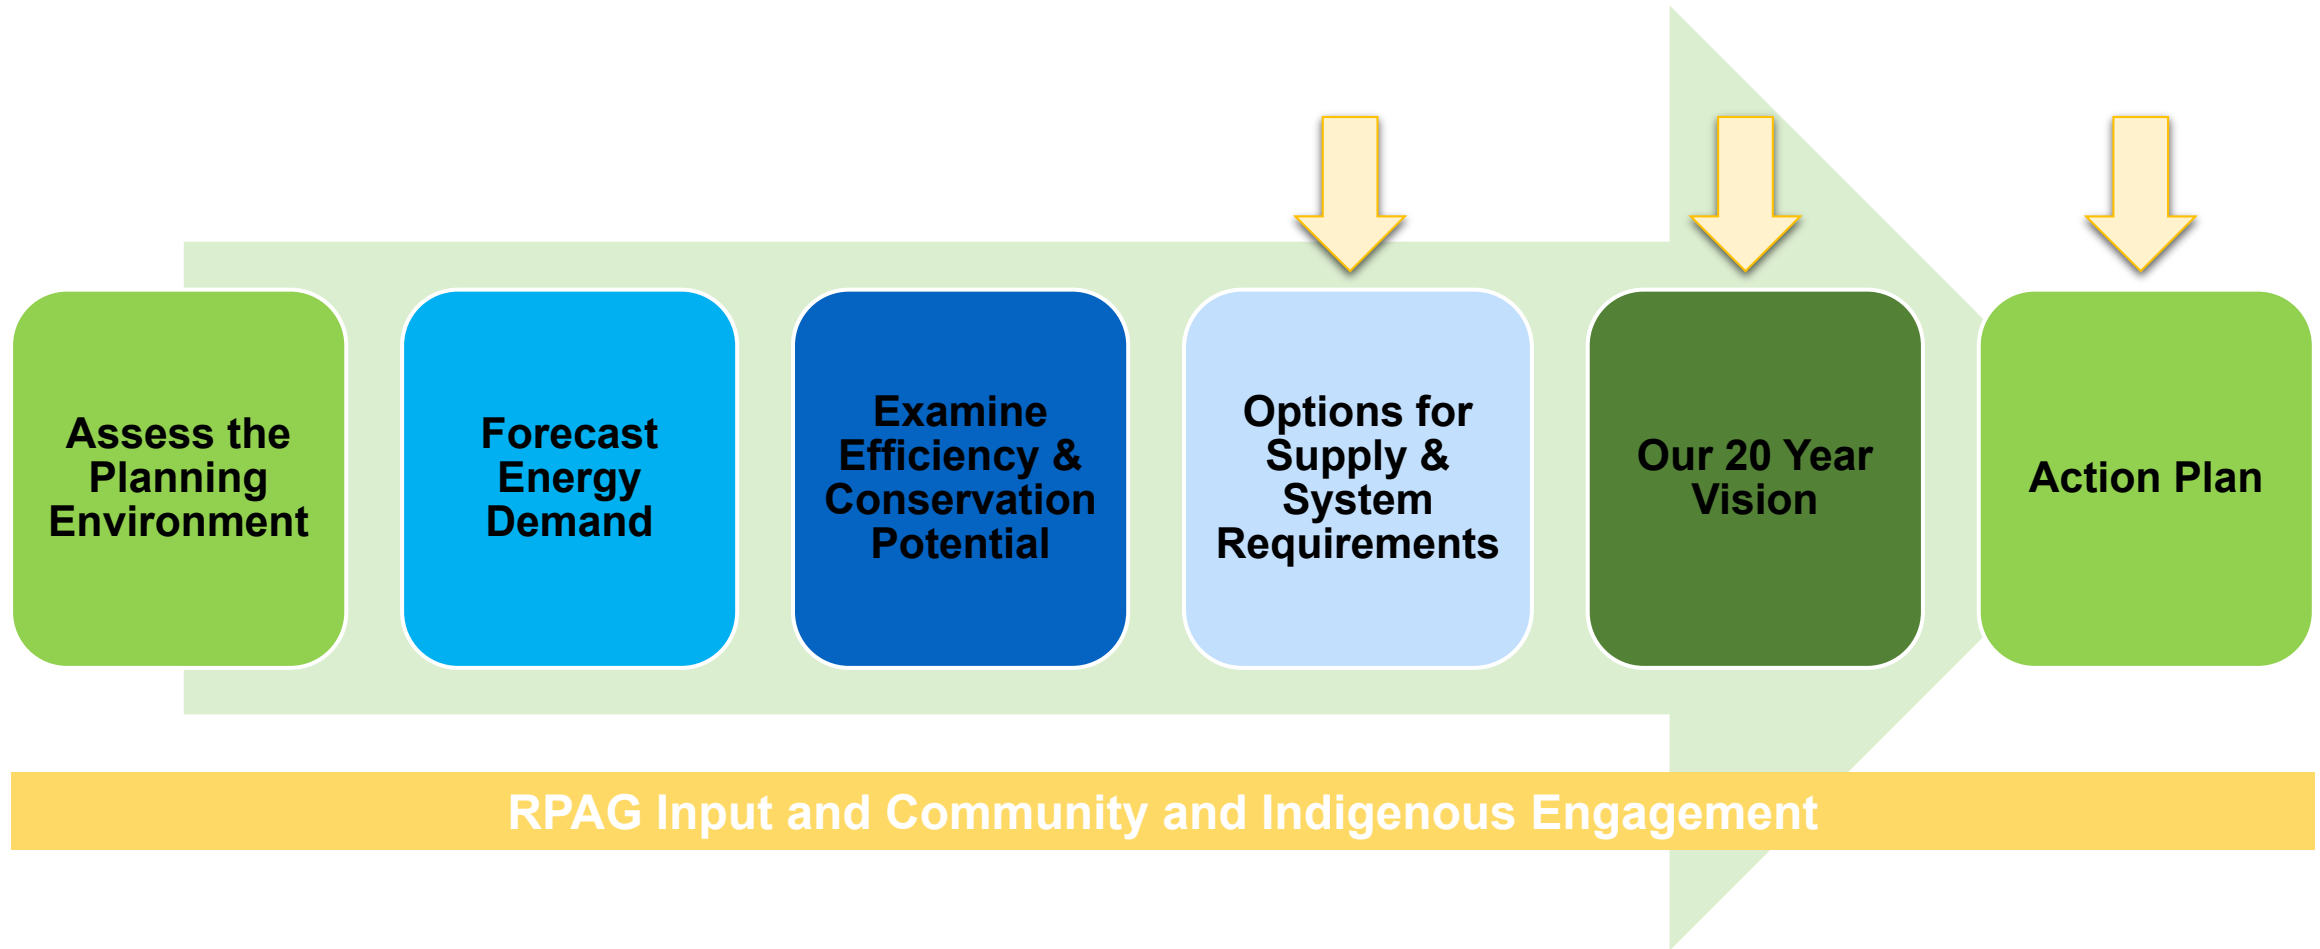 Assess the
Planning
Environment
Forecast
Energy
Demand
Examine
Efficiency &
Conservation
Potential
Options for
Supply &
System
Requirements
Our 20 Year
Vision
Action Plan
RPAG Input and Community and Indigenous Engagement